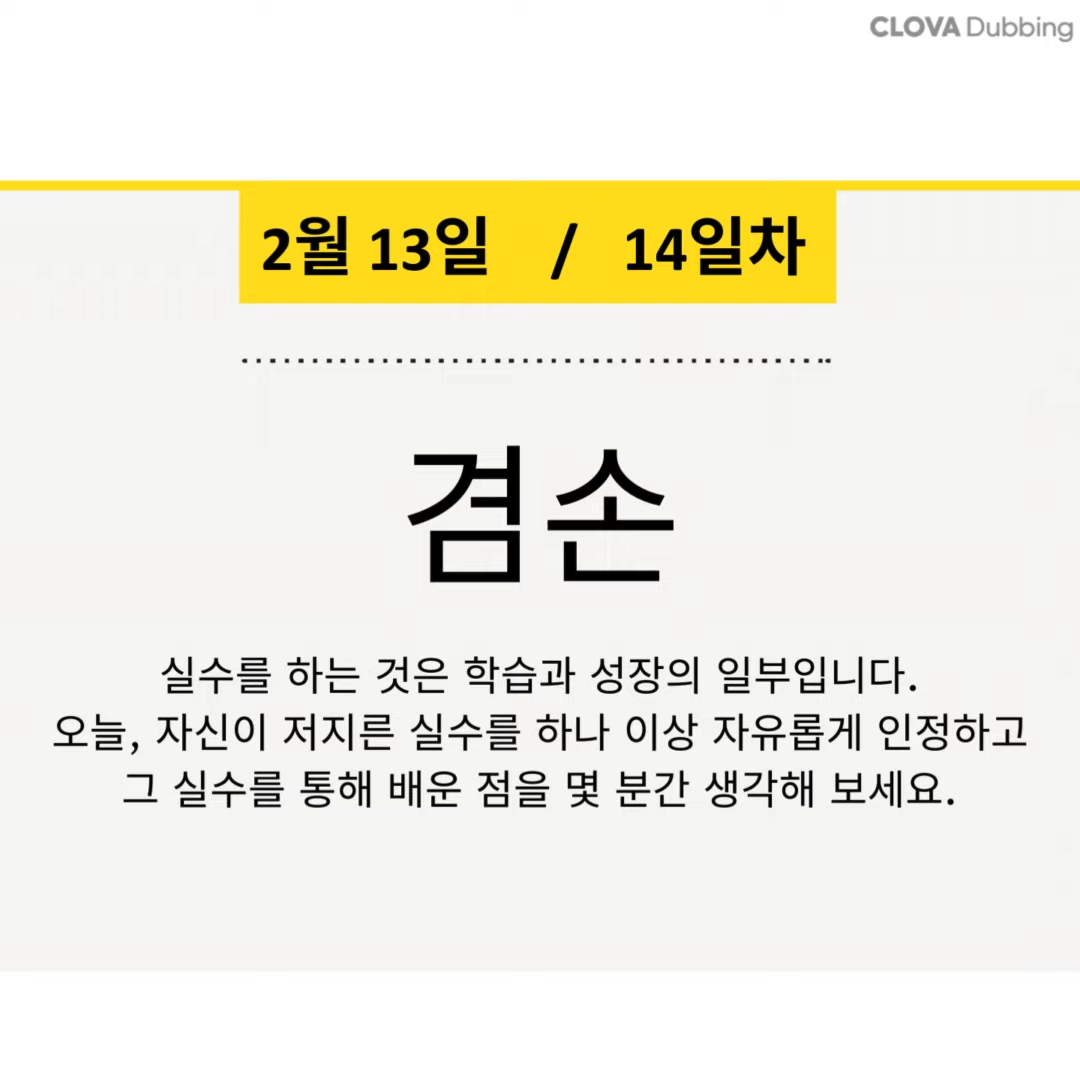 CLOVA Dubbing
2월 13일 / 14일차
겸손
실수를 하는 것은 학습과 성장의 일부입니다.
오늘, 자신이 저지른 실수를 하나 이상 자유롭게 인정하고
그 실수를 통해 배운 점을 몇 분간 생각해 보세요.